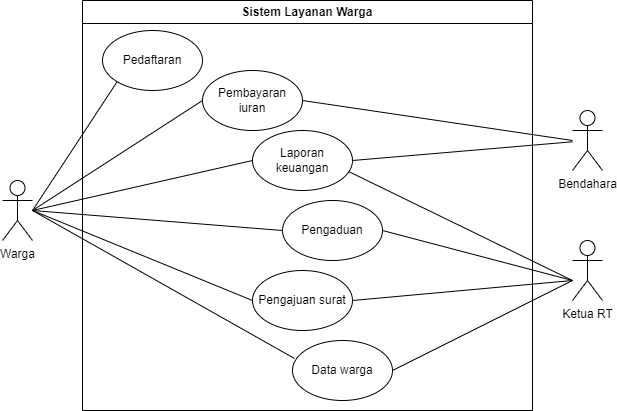 Sistem Layanan Warga
Pedaftaran
Pembayaran
iuran
Laporan
keuangan
Bendahara
Pengaduan
Warga
Pengajuan surat
Ketua RT
Data warga